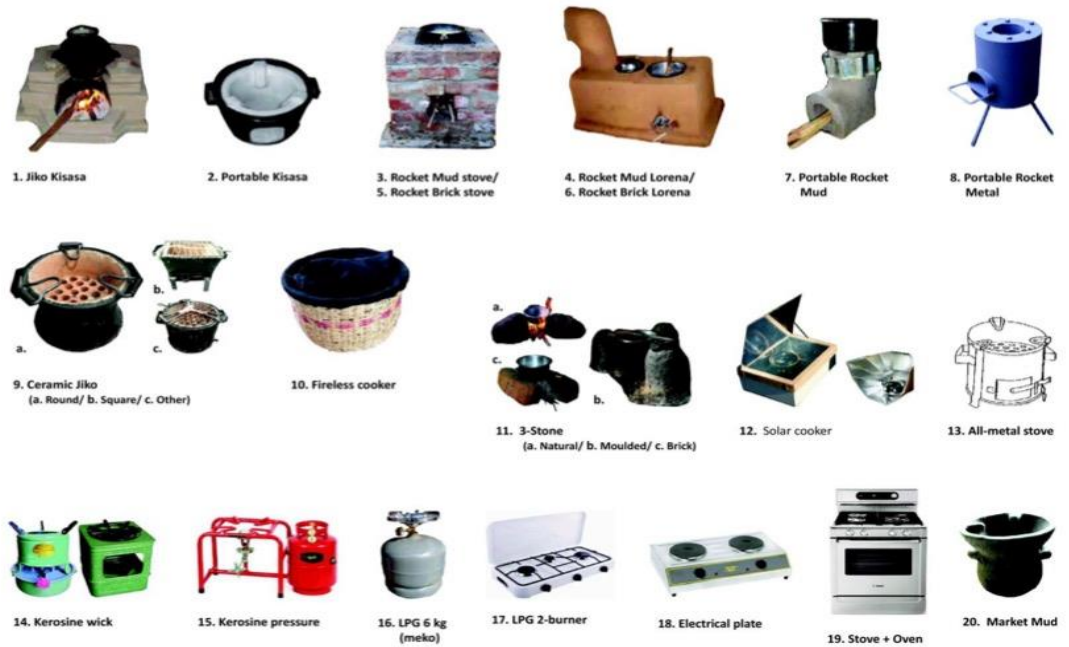 1. Jiko Kisasa
2. Portable Kisasa
3. Rocket Mud stove/
5. Rocket Brick stove
4. Rocket Mud Lorena/
6. Rocket Brick Lorena
7. Portable Rocket
Mud
8. Portable Rocket
Metal
a.
b.
c.
9. Ceramic Jiko
(a. Round/ b. Square/ c. Other)
10. Fireless cooker
a.
c.
b.
11. 3-Stone
(a. Natural/ b. Moulded/ c. Brick)
12. Solar cooker
13. All-metal stove
14. Kerosine wick
15. Kerosine pressure
16. LPG 6 kg
(meko)
17. LPG 2-burner
18. Electrical plate
19. Stove + Oven
20. Market Mud